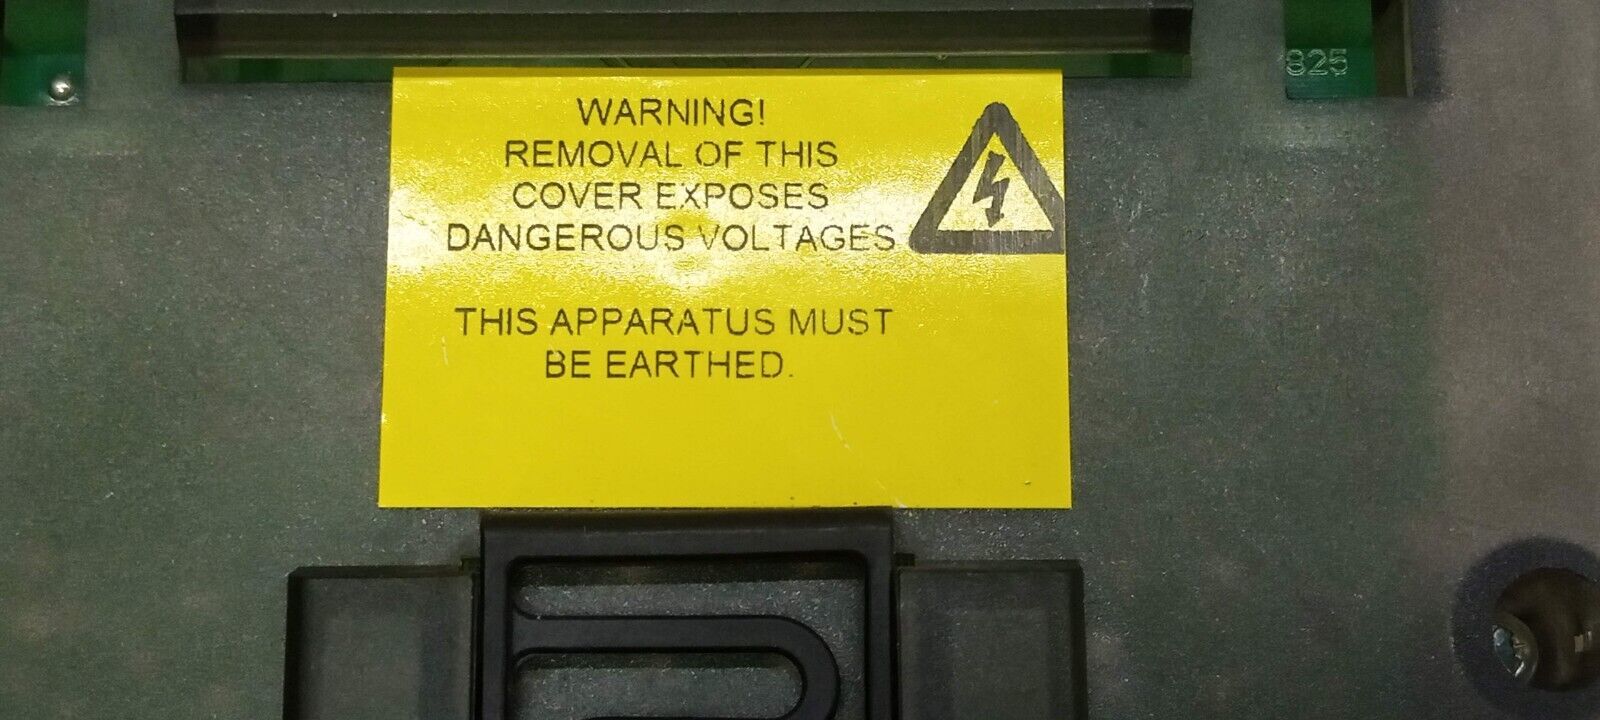 825
WARNING!
REMOVAL OF THIS
COVER EXPOSES
DANGEROUS VOLTAGES
THIS APPARATUS MUST
BE EARTHED.